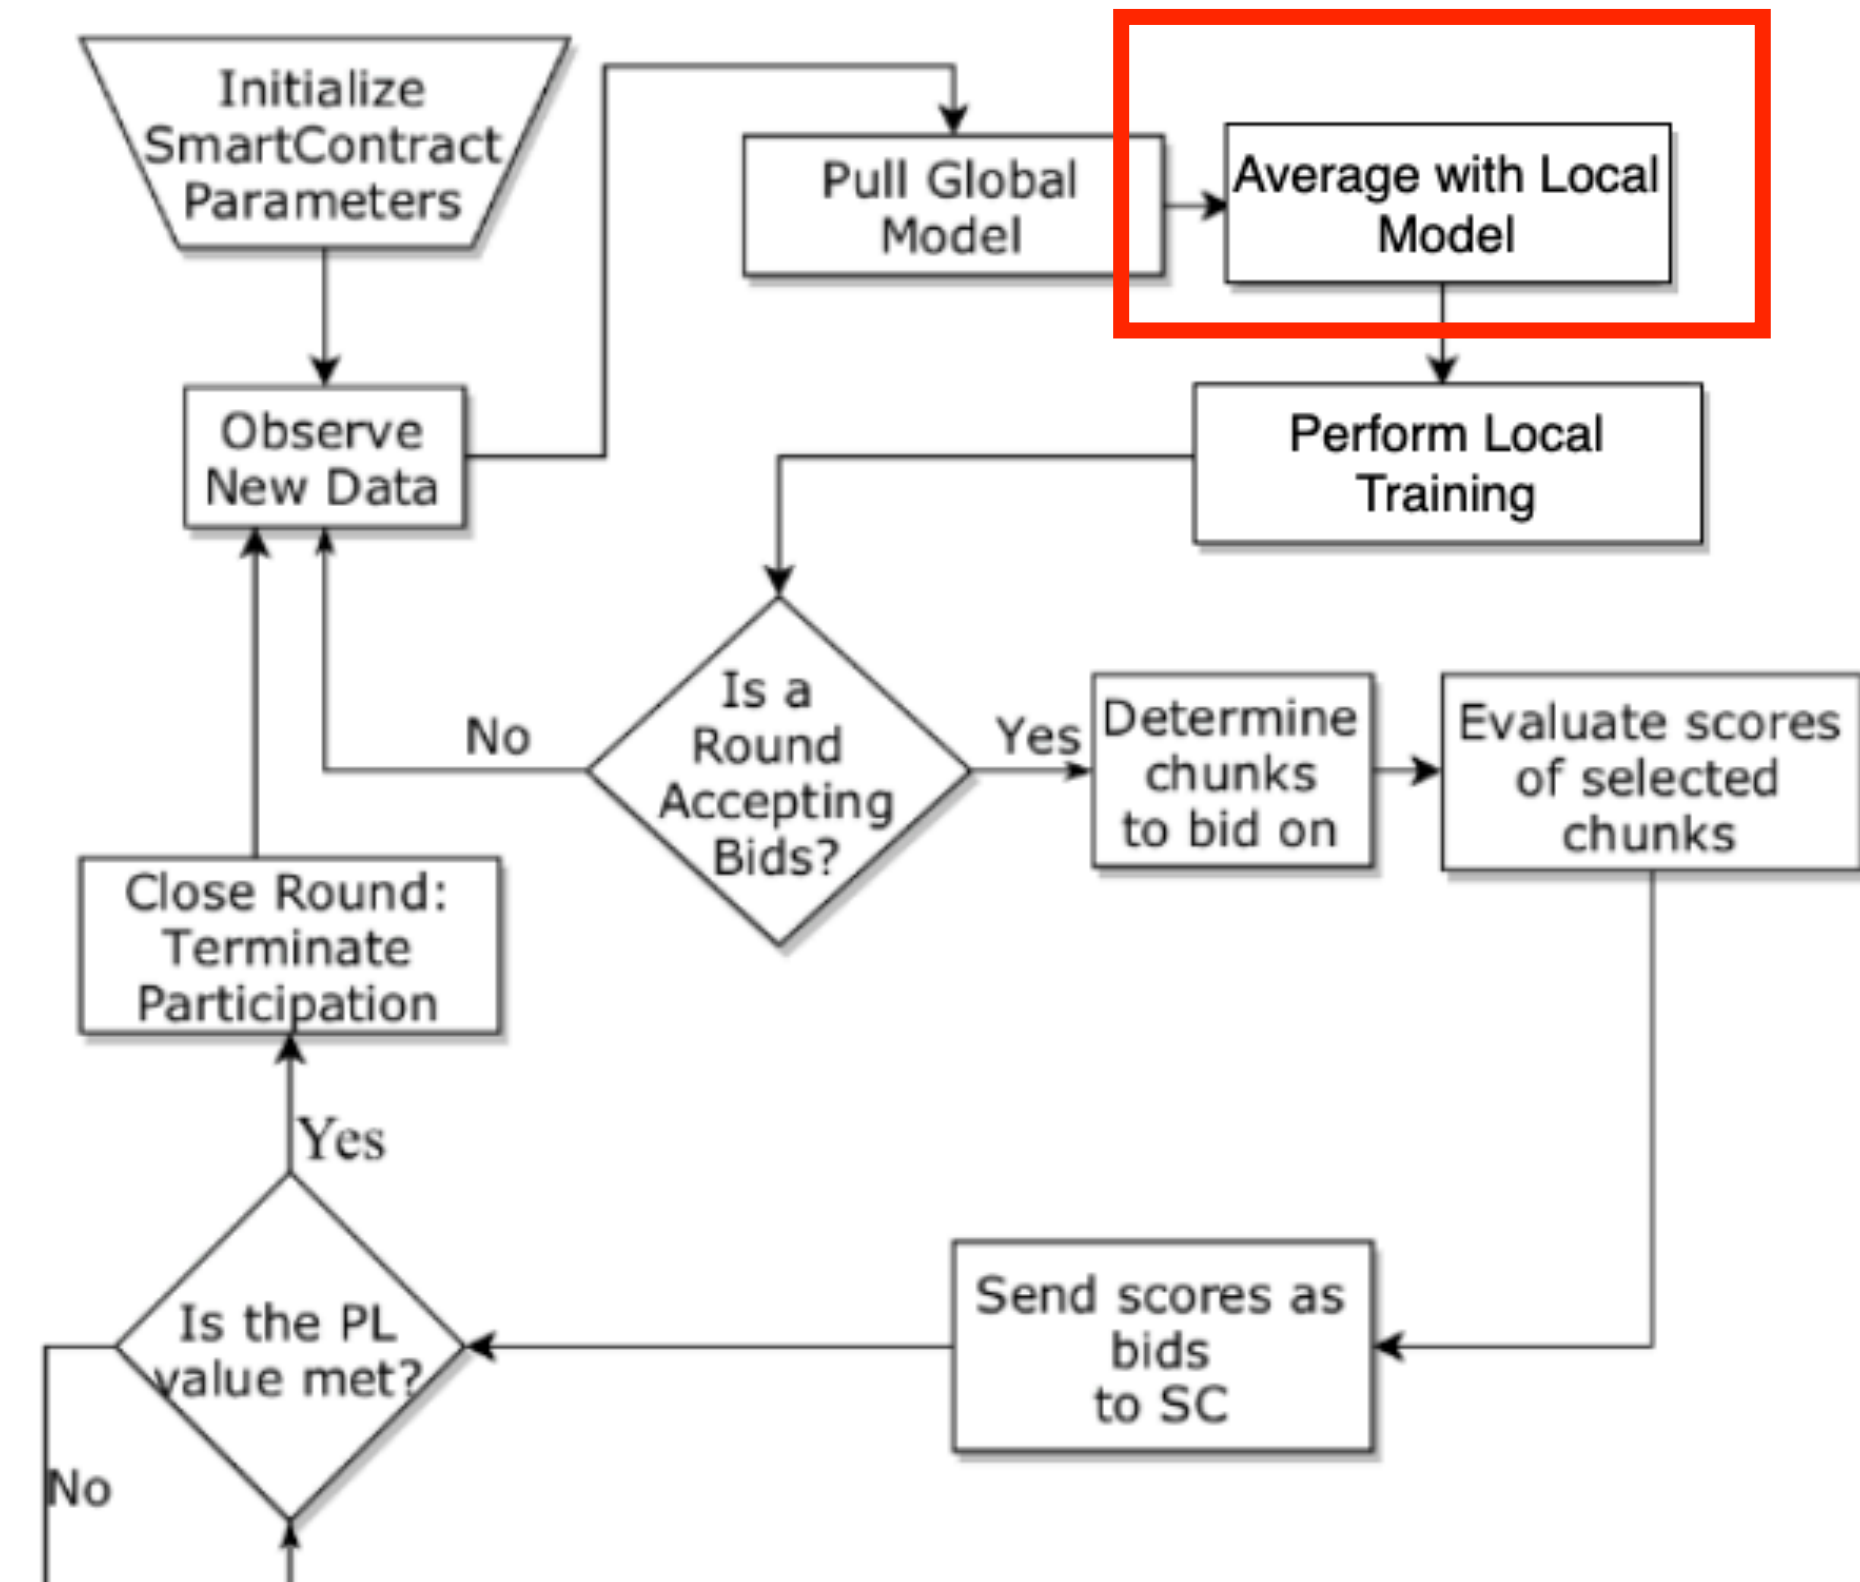 Initialize
SmartContract
Parameters
Pull Global
Model
Average with Local
Model
Observe
New Data
Perform Local
Training
Is a
Round
Accepting
Bids?
No
Yes
Determine
chunks
to bid on
Evaluate scores
of selected
chunks
Close Round:
Terminate
Participation
Yes
Is the PL
value met?
No
Send scores as
bids
to SC